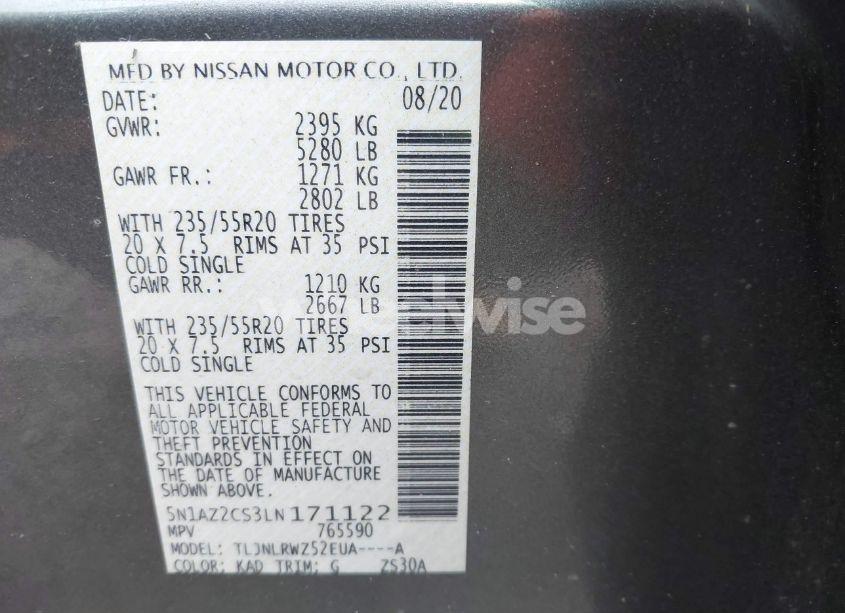 MFD BY NISSAN MOTOR CO., LTD.
DATE: 08/20
GVWR: 2395 KG
5280 LB
GAWR FR.: 1271 KG
2802 LB
WITH 235/55R20 TIRES
20 X 7.5 RIMS AT 35 PSI
COLD SINGLE
GAWR RR.: 1210 KG
2667 LB
WITH 235/55R20 TIRES
20 X 7.5 RIMS AT 35 PSI
COLD SINGLE
THIS VEHICLE CONFORMS TO
ALL APPLICABLE FEDERAL
MOTOR VEHICLE SAFETY AND
THEFT PREVENTION
STANDARDS IN EFFECT ON
THE DATE OF MANUFACTURE
SHOWN ABOVE.
5N1AZ2CS3LN171122
MPV 765590
MODEL: TLJNLRWZ52EUA----A
COLOR: KAD TRIM: G ZS30A